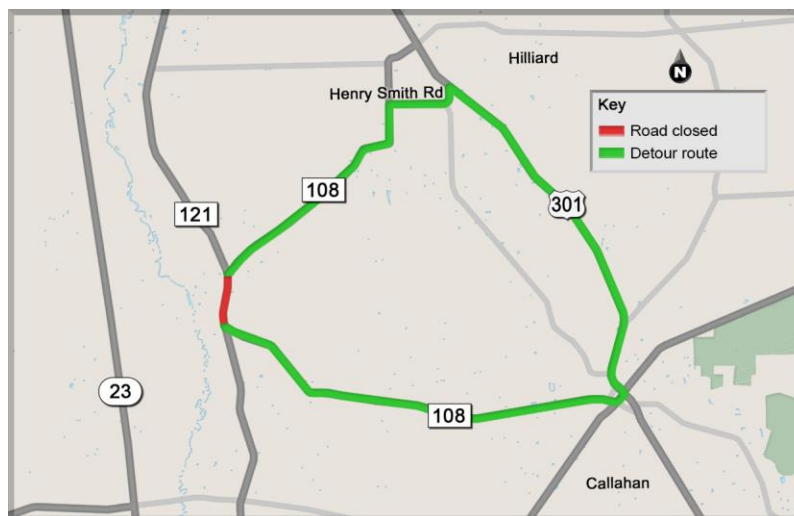 Hilliard
N
Henry Smith Rd
Key
Road closed
Detour route
108
121
301
23
108
Callahan